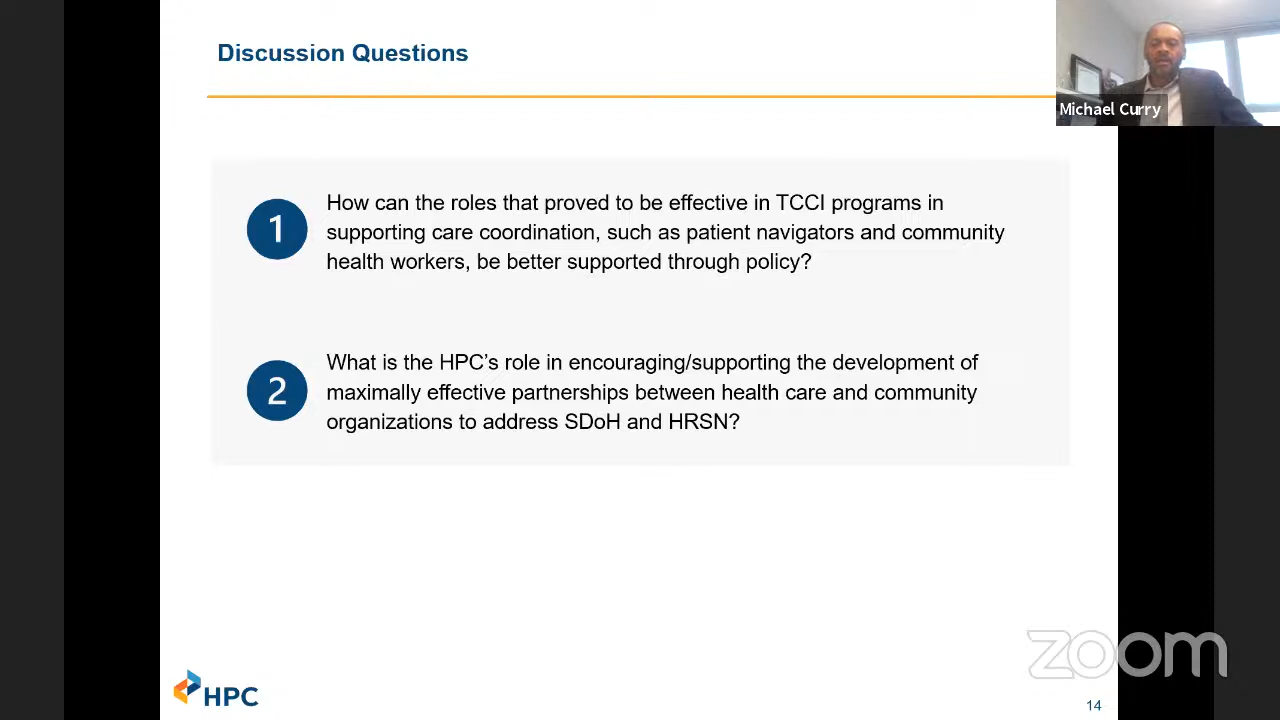 Discussion Questions
Michael Curry
1
How can the roles that proved to be effective in TCCI programs in
supporting care coordination, such as patient navigators and community
health workers, be better supported through policy?
2
What is the HPC’s role in encouraging/supporting the development of
maximally effective partnerships between health care and community
organizations to address SDoH and HRSN?
zoom
HPC
14